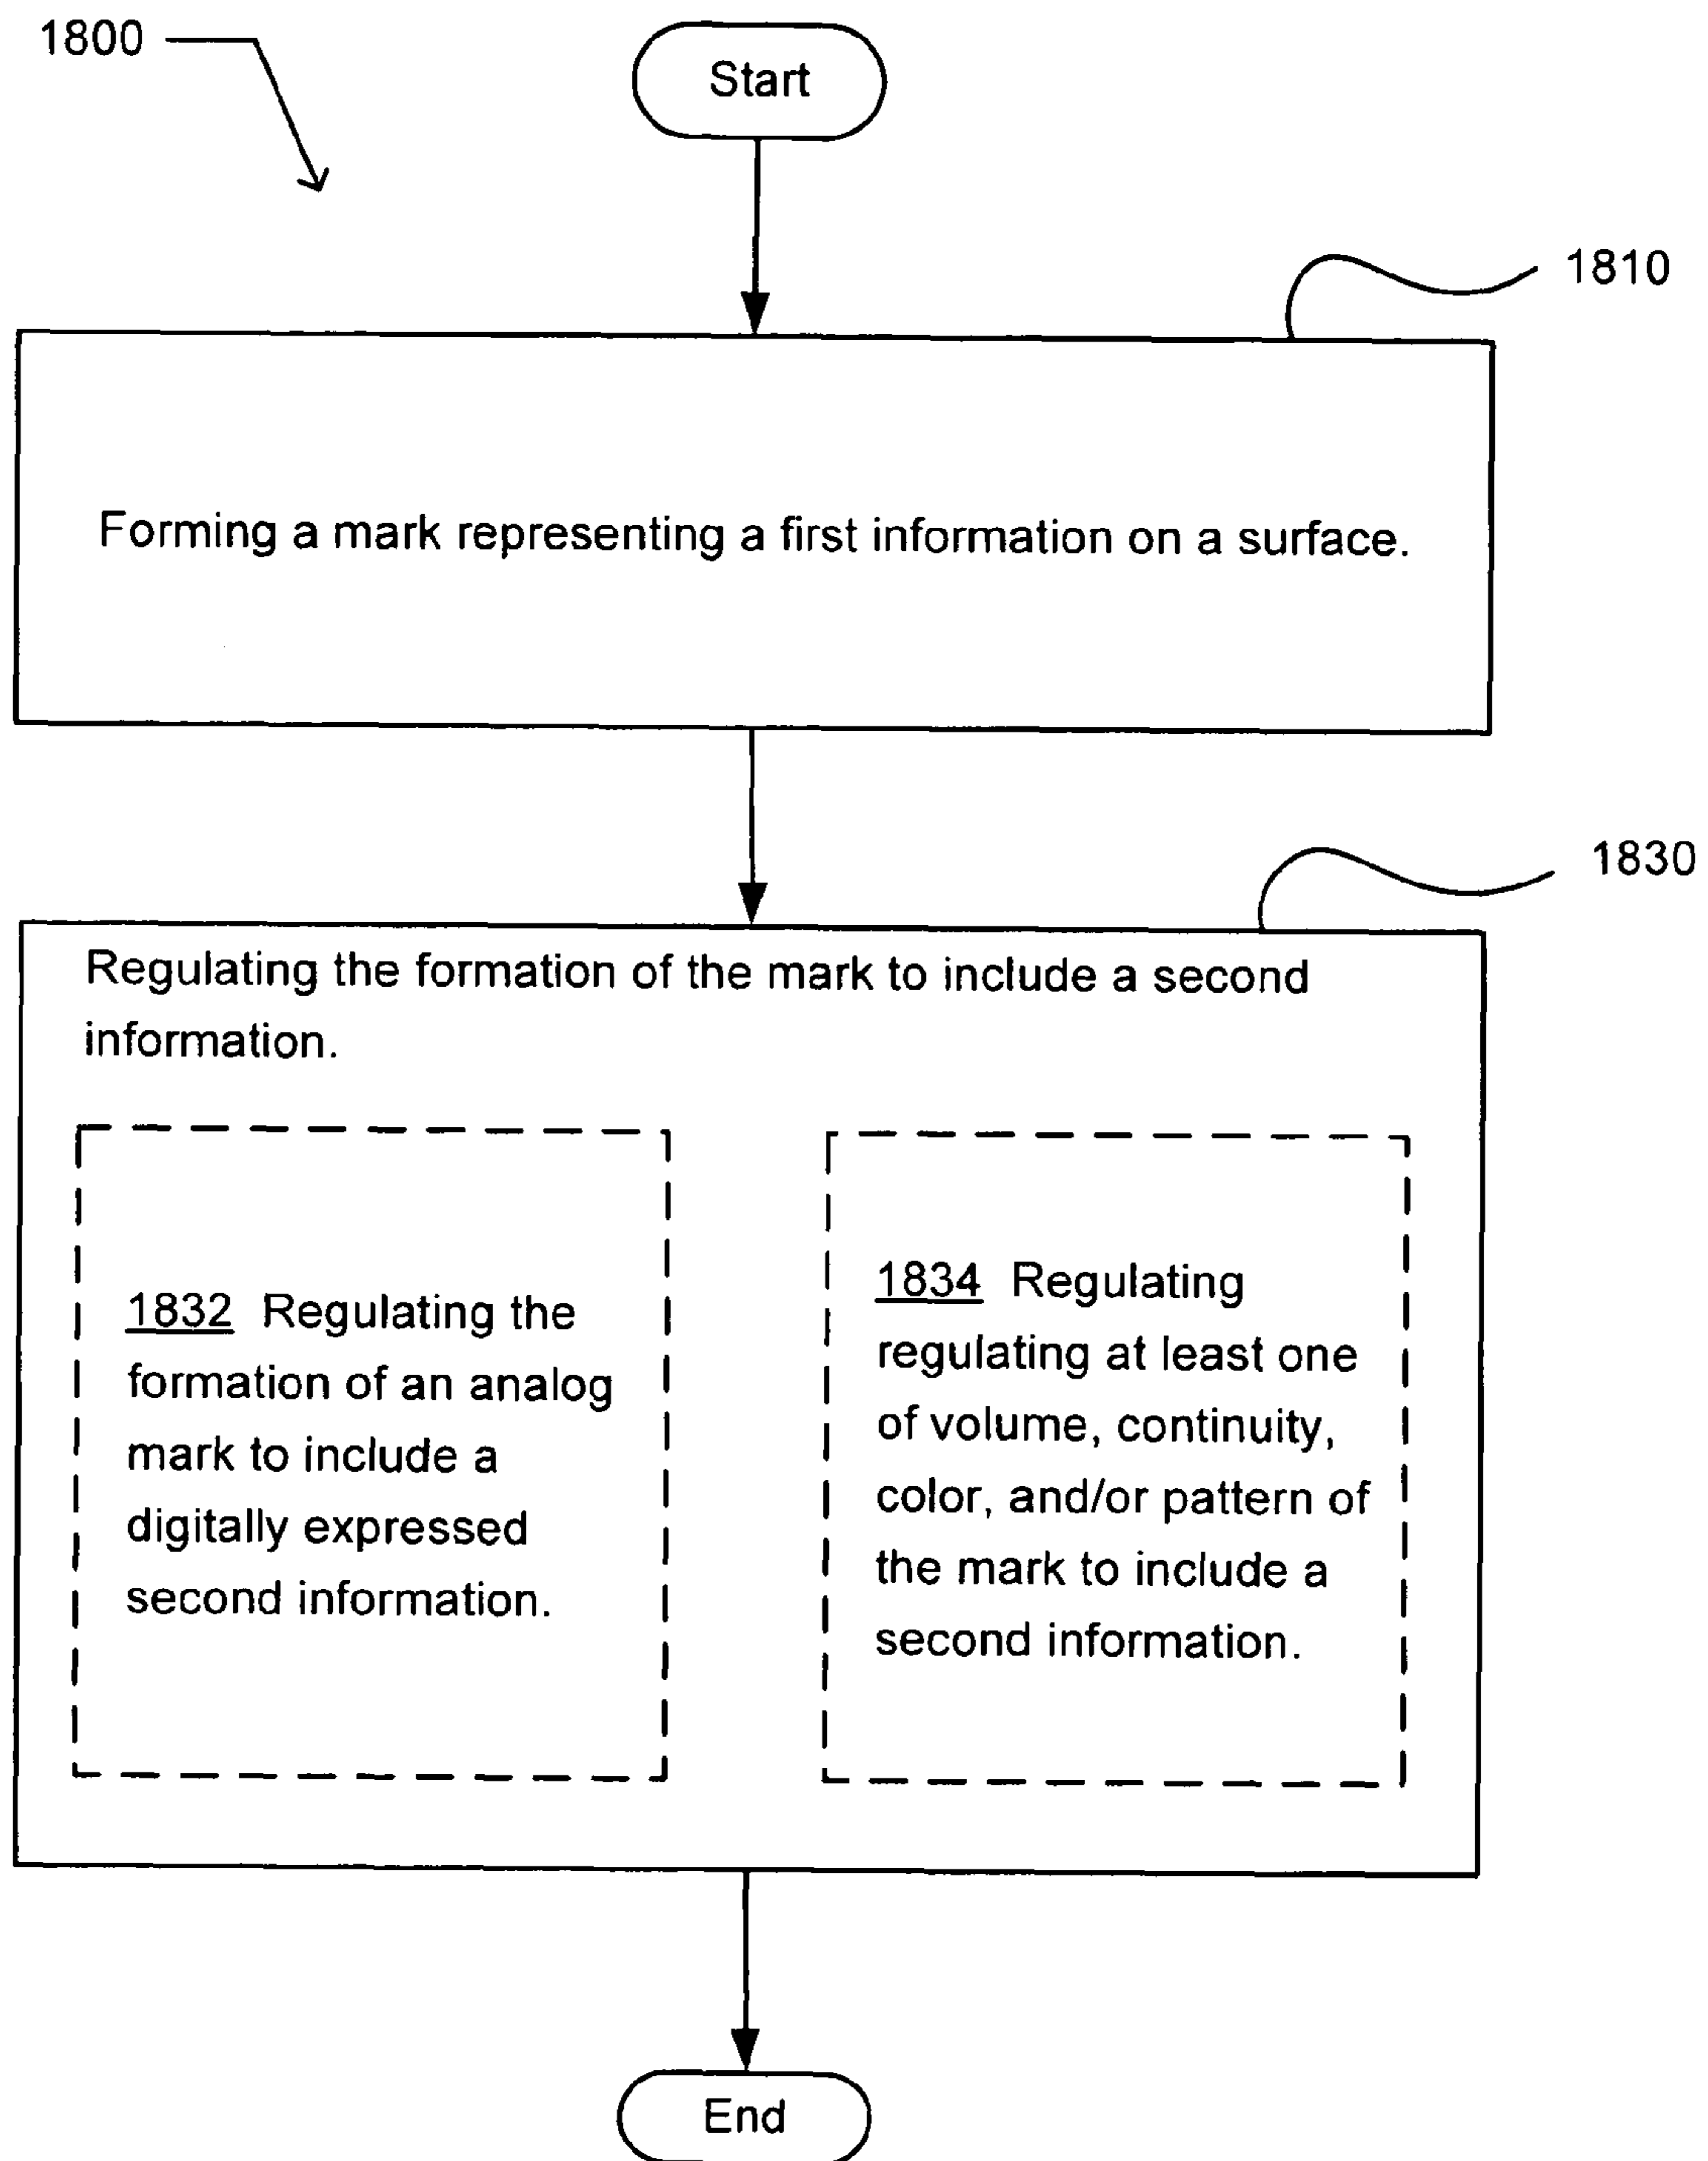 1800
Start
1810
Forming a mark representing a first information on a surface.
1830
Regulating the formation of the mark to include a second
information.
1832 Regulating the
formation of an analog
mark to include a
digitally expressed
second information.
1834 Regulating
regulating at least one
of volume, continuity,
color, and/or pattern of
the mark to include a
second information.
End